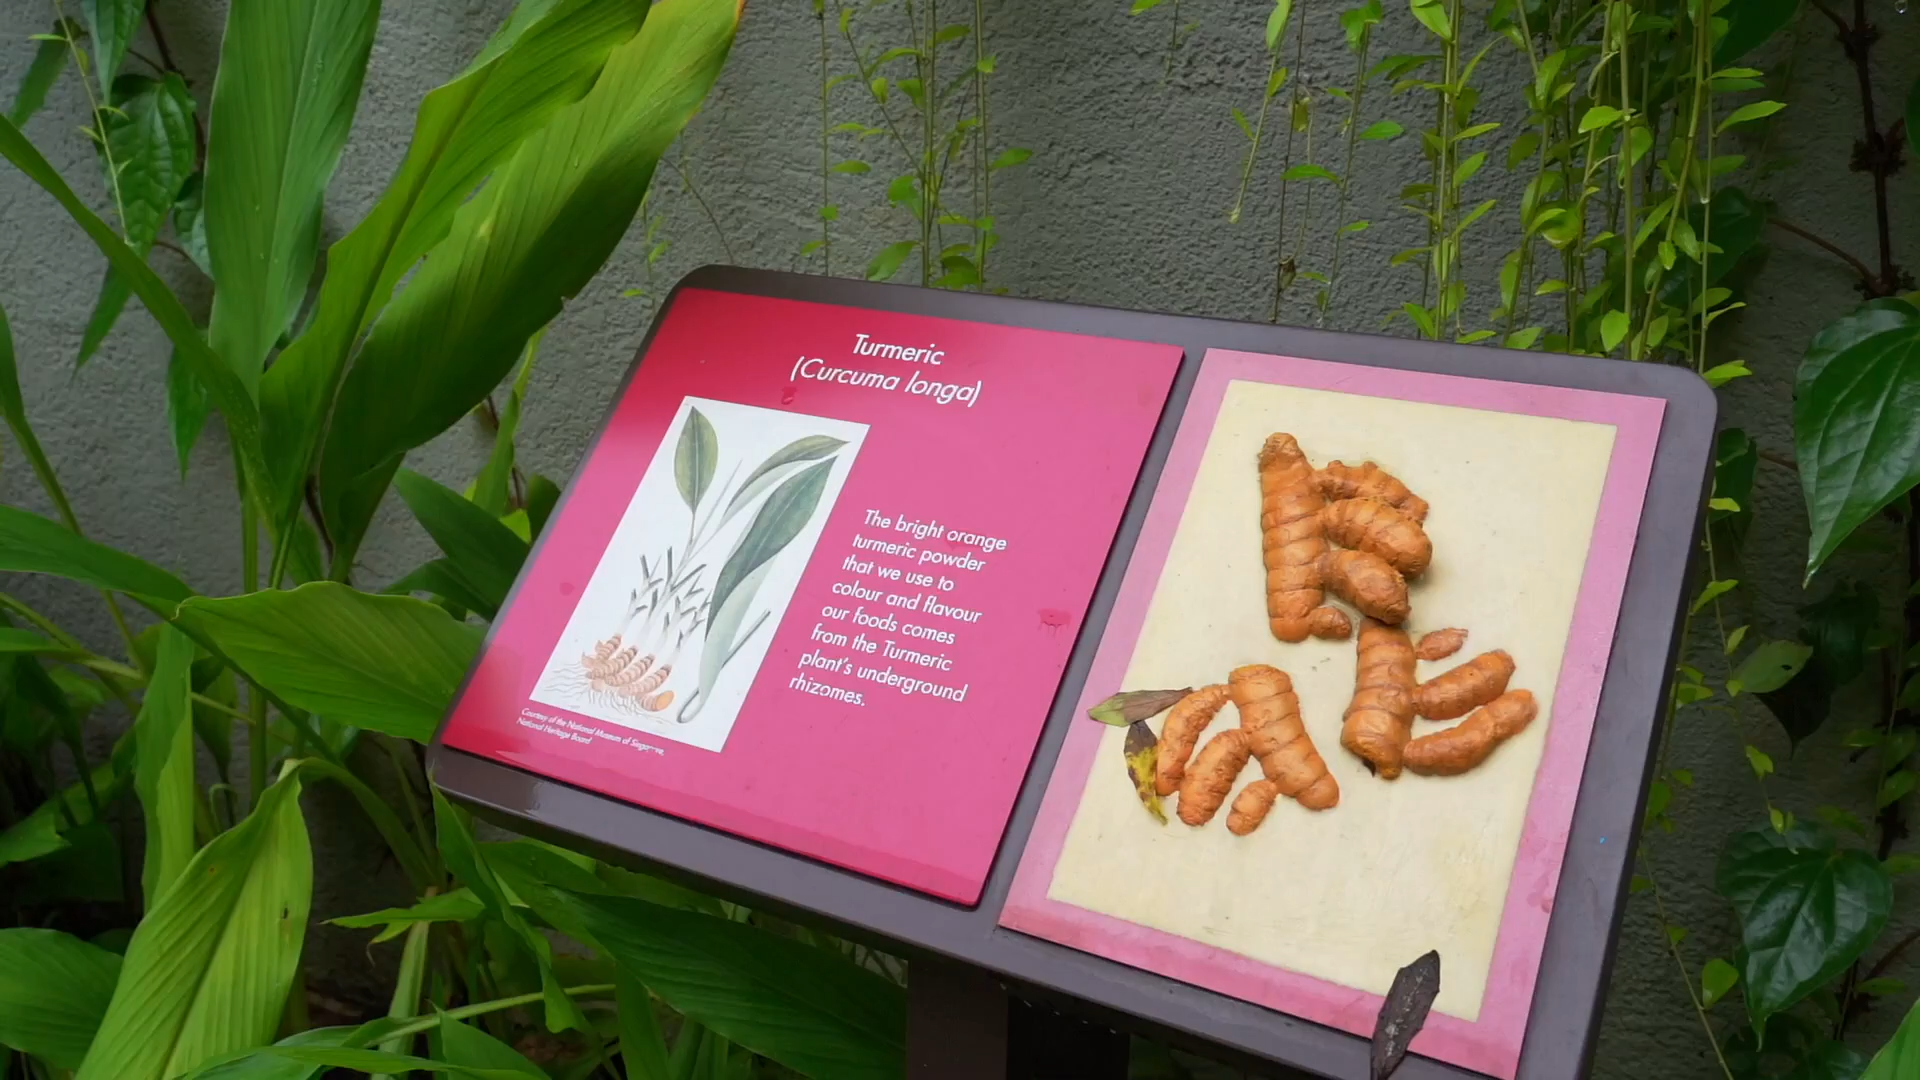 Turmeric
(Curcuma longa)
The bright orange
turmeric powder
that we use to
colour and flavour
our foods comes
from the Turmeric
plant's underground
rhizomes.
Courtesy of the National Museum of Singapore,
National Heritage Board